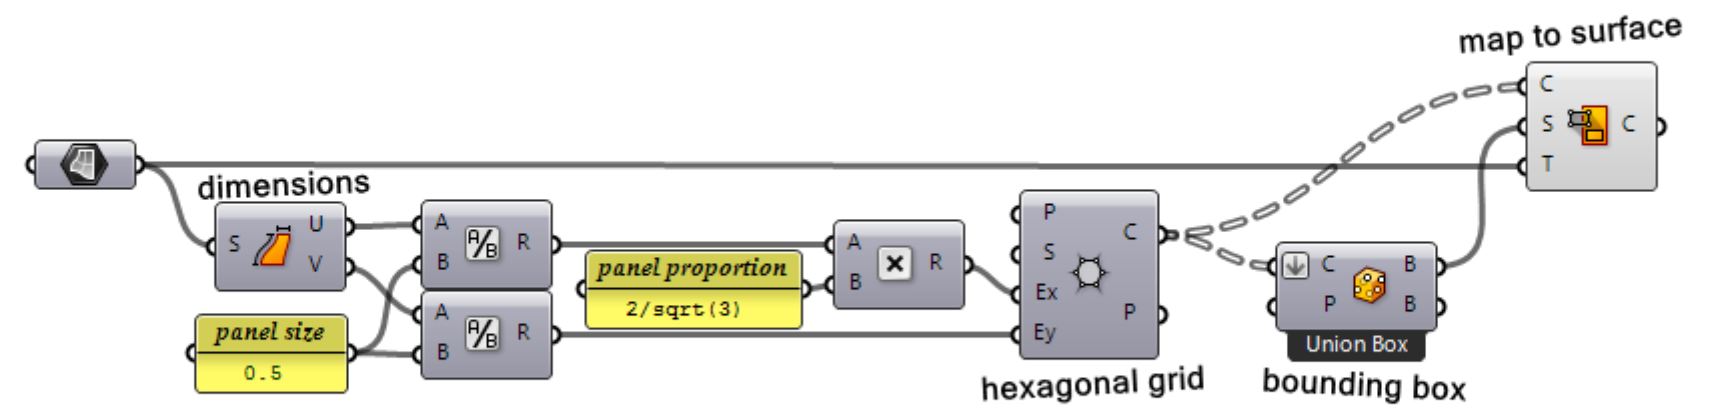 map to surface
C
S C
T
dimensions
S U
V
A
B R
A
B R
panel size
0.5
panel proportion
2/sqrt(3)
A
B R
P
S C
Ex
Ey P
hexagonal grid
C B
P B
Union Box
bounding box